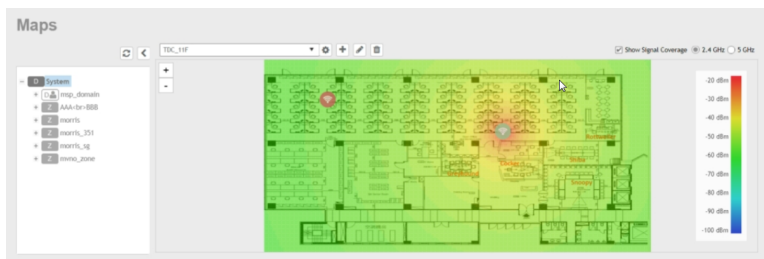 Maps
TDC_11F
Show Signal Coverage
2.4 GHz
5 GHz
D System
D msp_domain
Z AAA<br>BBB
Z morris
Z morris_351
Z morris_sg
Z mvno_zone
+
-
-20 dBm
-30 dBm
-40 dBm
-50 dBm
-60 dBm
-70 dBm
-80 dBm
-90 dBm
-100 dBm
Snoopy